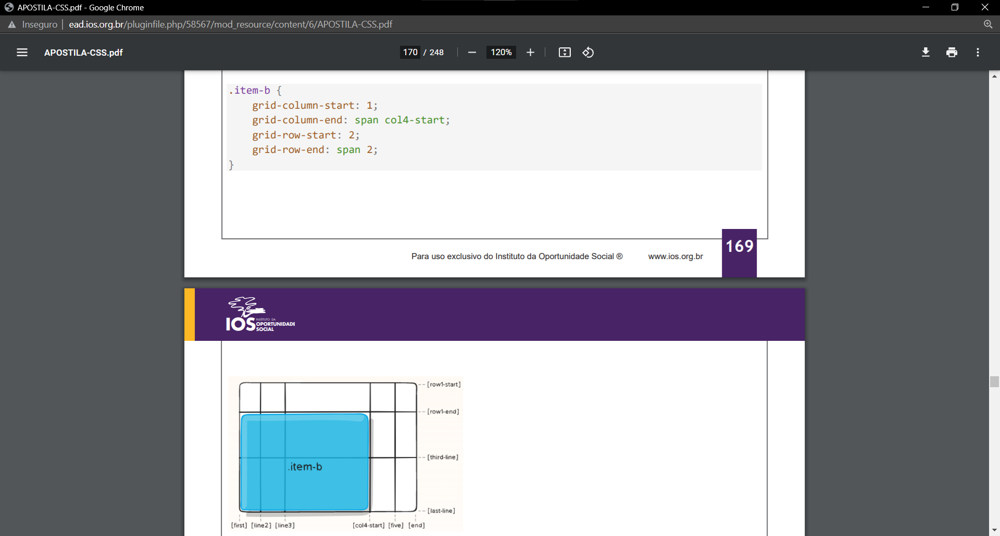 APOSTILA-CSS.pdf - Google Chrome
Inseguro | ead.ios.org.br/pluginfile.php/58567/mod_resource/content/6/APOSTILA-CSS.pdf
APOSTILA-CSS.pdf 170 / 248 120%
.item-b {
grid-column-start: 1;
grid-column-end: span col4-start;
grid-row-start: 2;
grid-row-end: span 2;
}
169
Para uso exclusivo do Instituto da Oportunidade Social ® www.ios.org.br
IOS INSTITUTO DA
OPORTUNIDADE
SOCIAL
[row1-start]
[row1-end]
[third-line]
.item-b
[last-line]
[first] [line2] [line3] [col4-start] [five] [end]